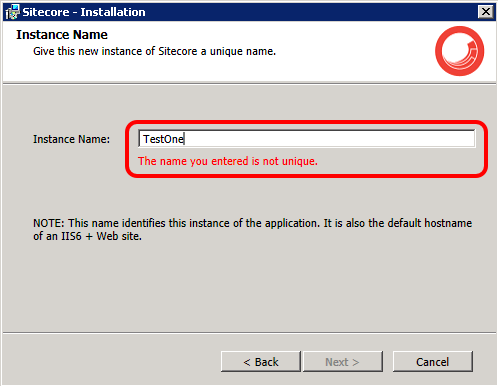 Sitecore - Installation
Instance Name
Give this new instance of Sitecore a unique name.
Instance Name:
TestOne
The name you entered is not unique.
NOTE: This name identifies this instance of the application. It is also the default hostname
of an IIS6 + Web site.
< Back
Next >
Cancel